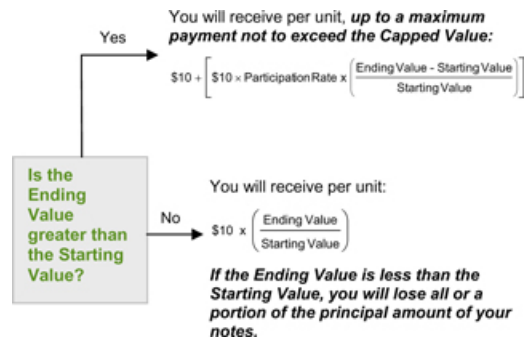 You will receive per unit, up to a maximum
Yes
payment not to exceed the Capped Value:
$10 + [$10 × Participation Rate x (Ending Value - Starting Value / Starting Value)]
Is the
Ending
Value
greater than
the Starting
Value?
No
You will receive per unit:
$10 x (Ending Value / Starting Value)
If the Ending Value is less than the
Starting Value, you will lose all or a
portion of the principal amount of your
notes.